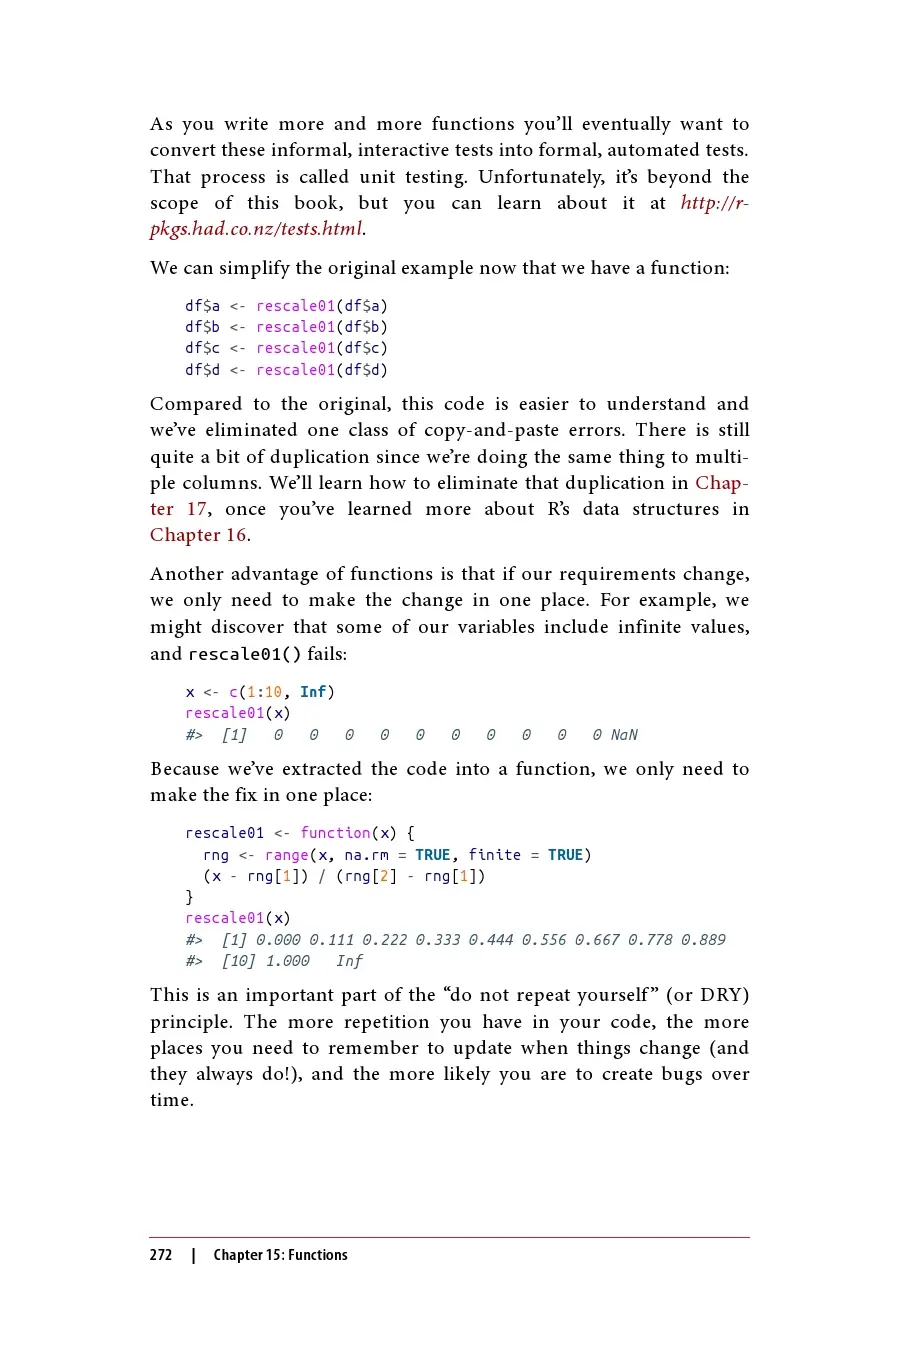 As you write more and more functions you’ll eventually want to
convert these informal, interactive tests into formal, automated tests.
That process is called unit testing. Unfortunately, it’s beyond the
scope of this book, but you can learn about it at http://r-
pkgs.had.co.nz/tests.html.
We can simplify the original example now that we have a function:
df$a <- rescale01(df$a)
df$b <- rescale01(df$b)
df$c <- rescale01(df$c)
df$d <- rescale01(df$d)
Compared to the original, this code is easier to understand and
we’ve eliminated one class of copy-and-paste errors. There is still
quite a bit of duplication since we’re doing the same thing to multi-
ple columns. We’ll learn how to eliminate that duplication in Chap-
ter 17, once you’ve learned more about R’s data structures in
Chapter 16.
Another advantage of functions is that if our requirements change,
we only need to make the change in one place. For example, we
might discover that some of our variables include infinite values,
and rescale01() fails:
x <- c(1:10, Inf)
rescale01(x)
#>  [1]   0   0   0   0   0   0   0   0   0   0 NaN
Because we’ve extracted the code into a function, we only need to
make the fix in one place:
rescale01 <- function(x) {
  rng <- range(x, na.rm = TRUE, finite = TRUE)
  (x - rng[1]) / (rng[2] - rng[1])
}
rescale01(x)
#>  [1] 0.000 0.111 0.222 0.333 0.444 0.556 0.667 0.778 0.889
#>  [10] 1.000   Inf
This is an important part of the “do not repeat yourself” (or DRY)
principle. The more repetition you have in your code, the more
places you need to remember to update when things change (and
they always do!), and the more likely you are to create bugs over
time.
272 | Chapter 15: Functions